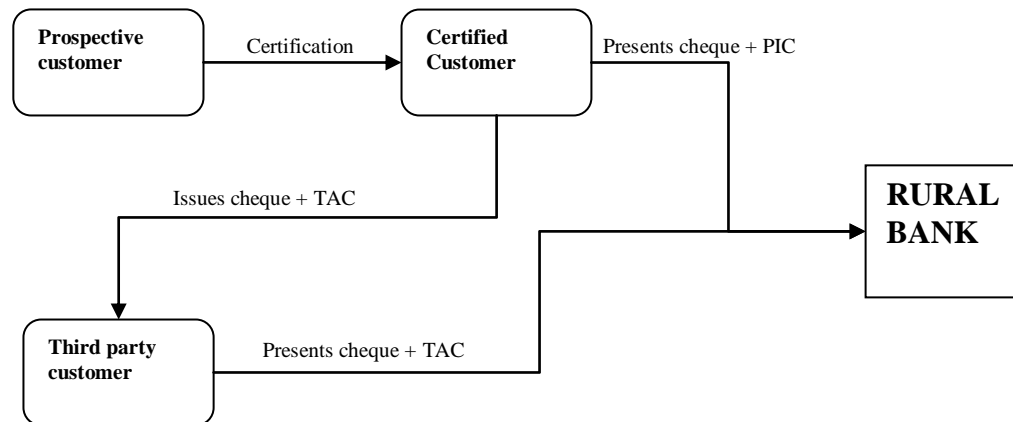 Prospective
customer
Certification
Certified
Customer
Presents cheque + PIC
Issues cheque + TAC
RURAL
BANK
Third party
customer
Presents cheque + TAC